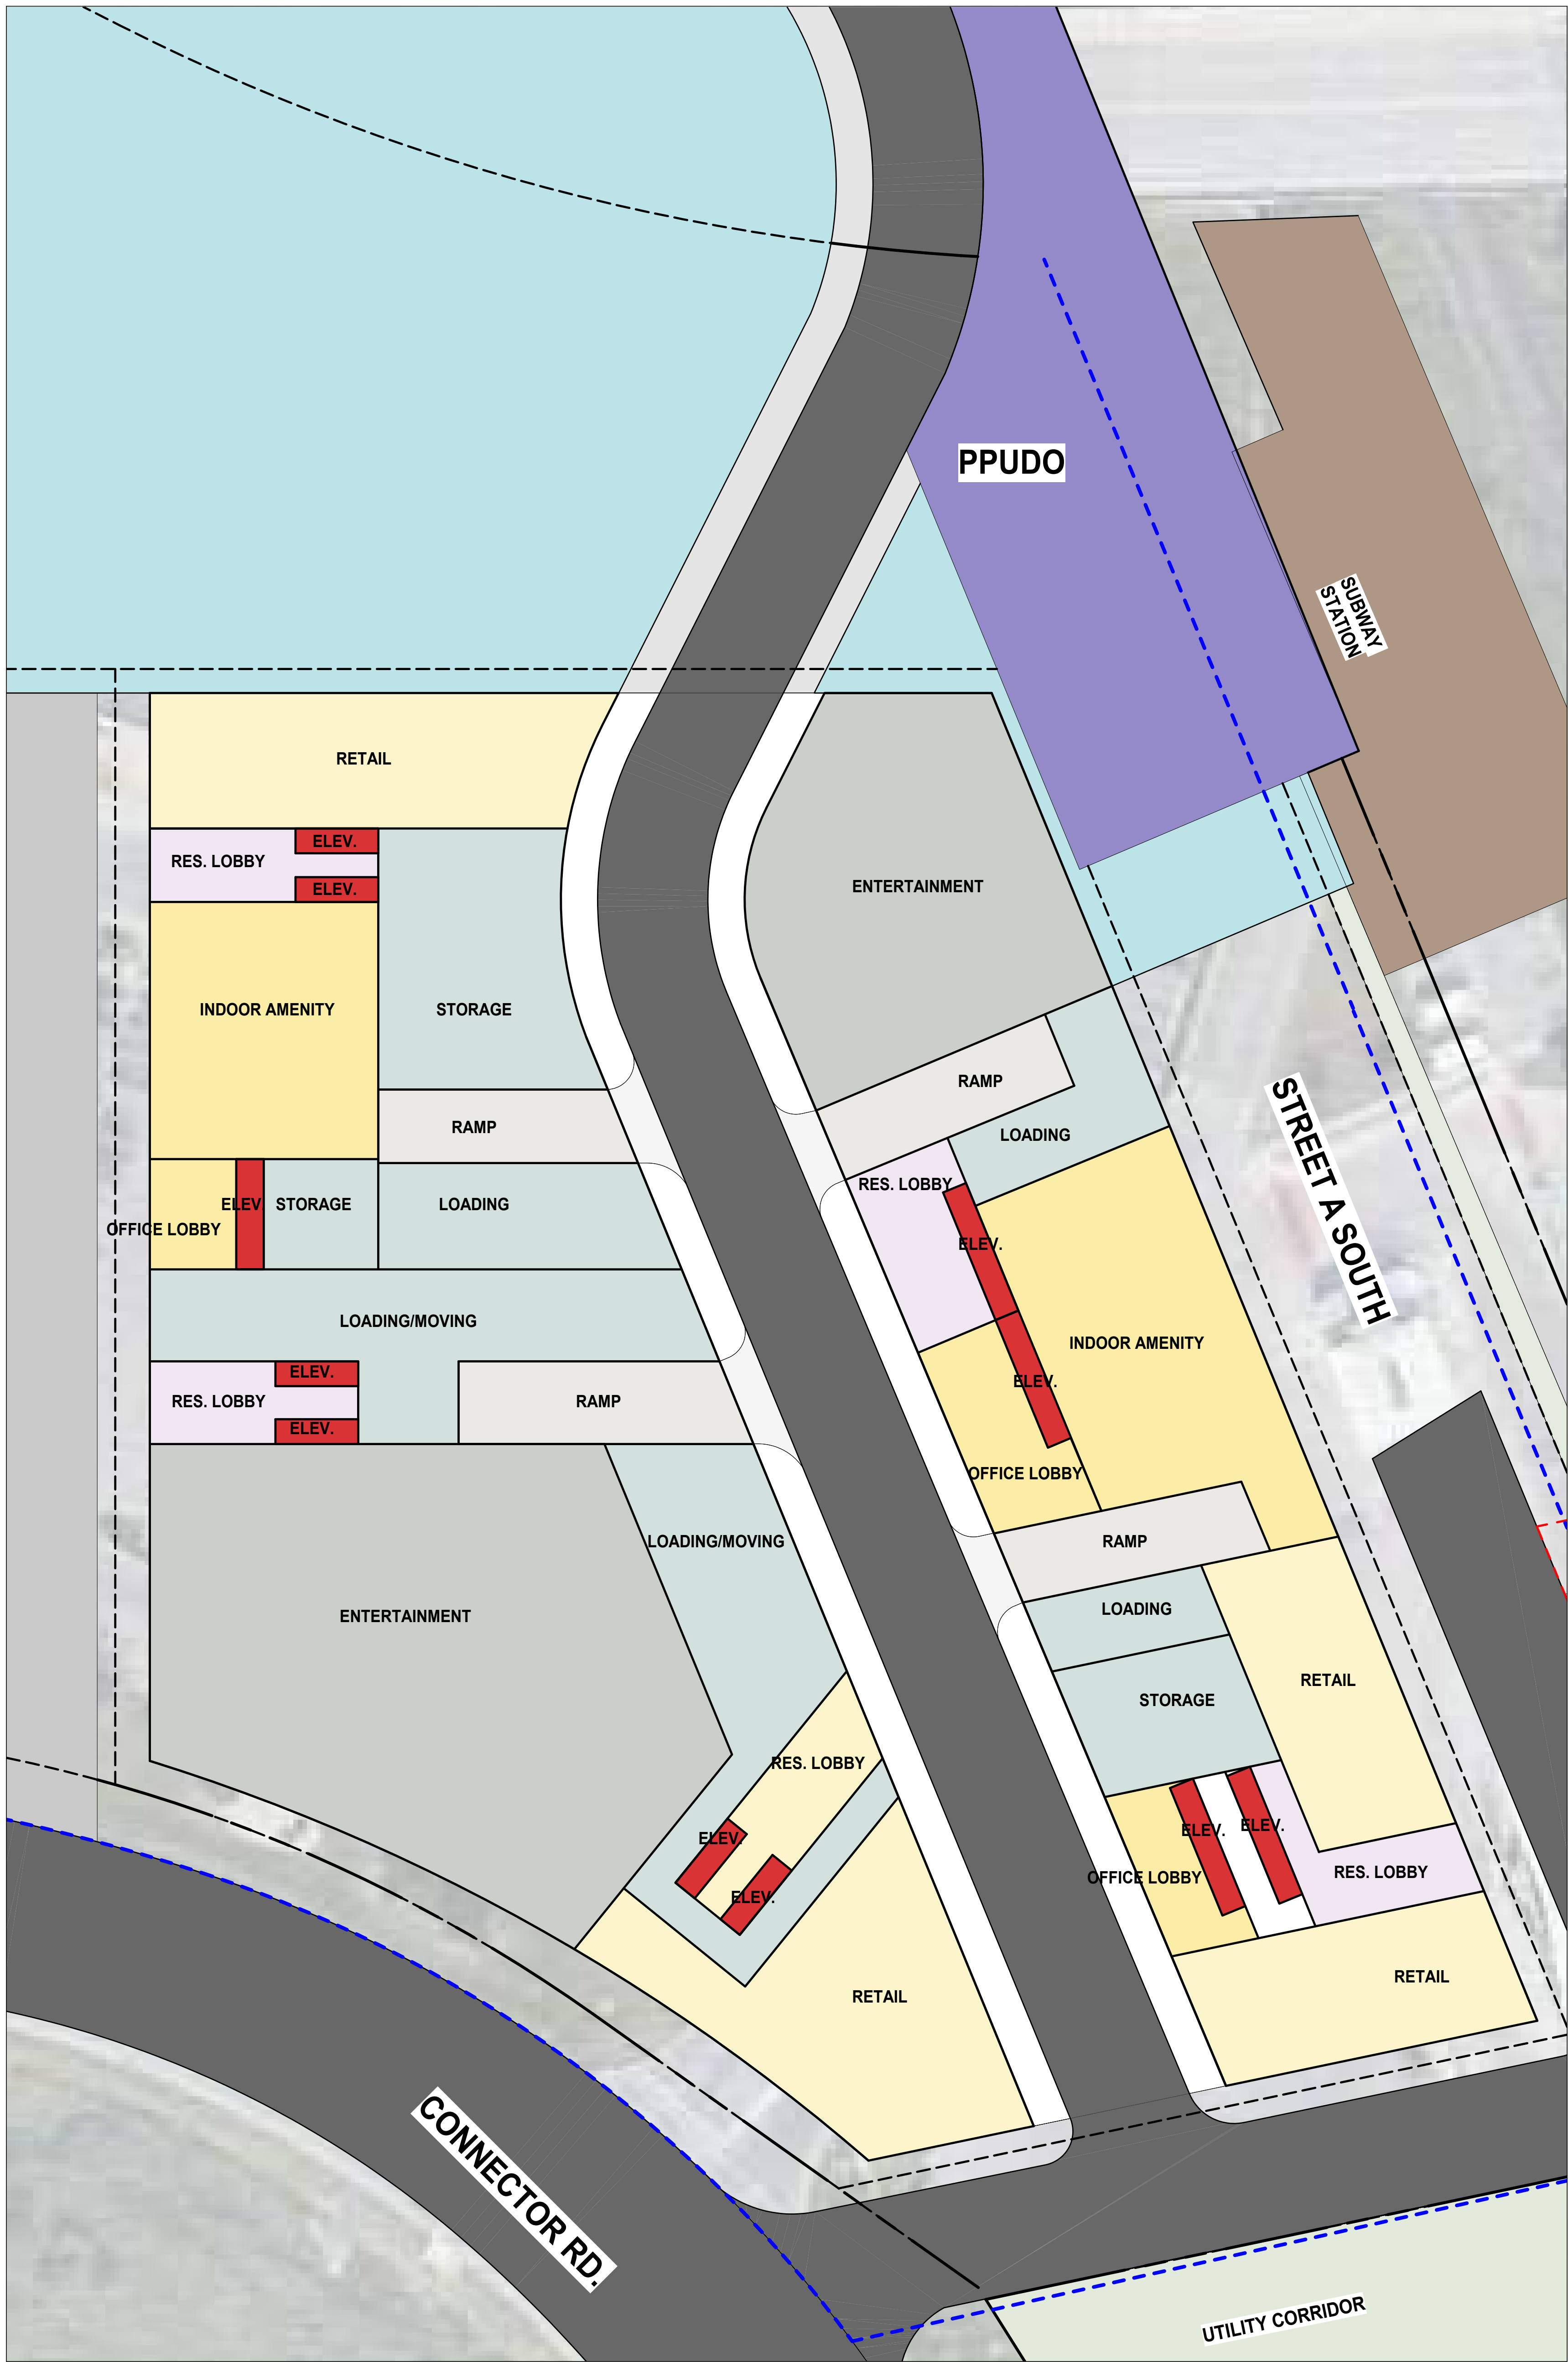 PPUDO
SUBWAY
STATION
RETAIL
ELEV.
RES. LOBBY
ELEV.
ENTERTAINMENT
INDOOR AMENITY
STORAGE
RAMP
RAMP
LOADING
STREET A SOUTH
RES. LOBBY
ELEV.
STORAGE
LOADING
OFFICE LOBBY
ELEV.
LOADING/MOVING
INDOOR AMENITY
ELEV.
RES. LOBBY
RAMP
ELEV.
ELEV.
OFFICE LOBBY
LOADING/MOVING
RAMP
ENTERTAINMENT
LOADING
RETAIL
STORAGE
RES. LOBBY
ELEV.
ELEV.
ELEV.
ELEV.
OFFICE LOBBY
RES. LOBBY
RETAIL
RETAIL
CONNECTOR RD.
UTILITY CORRIDOR